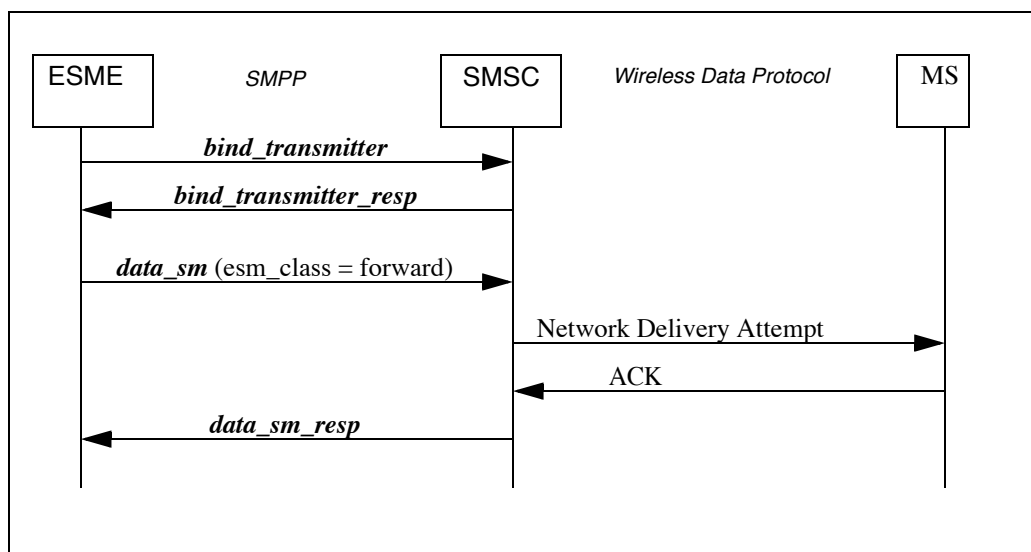 ESME
SMPP
SMSC
Wireless Data Protocol
MS
bind_transmitter
bind_transmitter_resp
data_sm (esm_class = forward)
Network Delivery Attempt
ACK
data_sm_resp